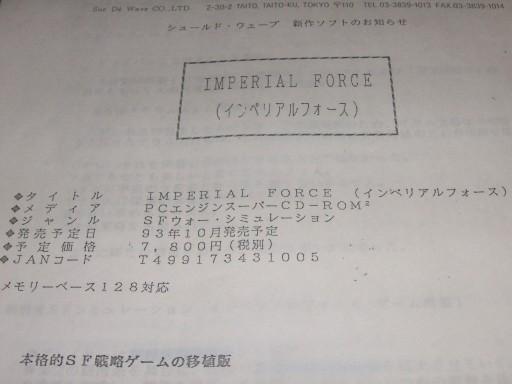 Sur Dé Wave CO.,LTD. 2-30-2 TAITO, TAITO-KU, TOKYO 〒110 TEL 03-3839-1013 FAX.03-3839-1014
シュールド・ウェーブ 新作ソフトのお知らせ
IMPERIAL FORCE
(インペリアルフォース)
◆タイトル IMPERIAL FORCE (インペリアルフォース)
◆メディア PCエンジンスーパーCD-ROM²
◆ジャンル SFウォー・シミュレーション
◆発売予定日 93年10月発売予定
◆予定価格 7,800円(税別)
◆JANコード T499173431005
メモリーベース128対応
本格的SF戦略ゲームの移植版